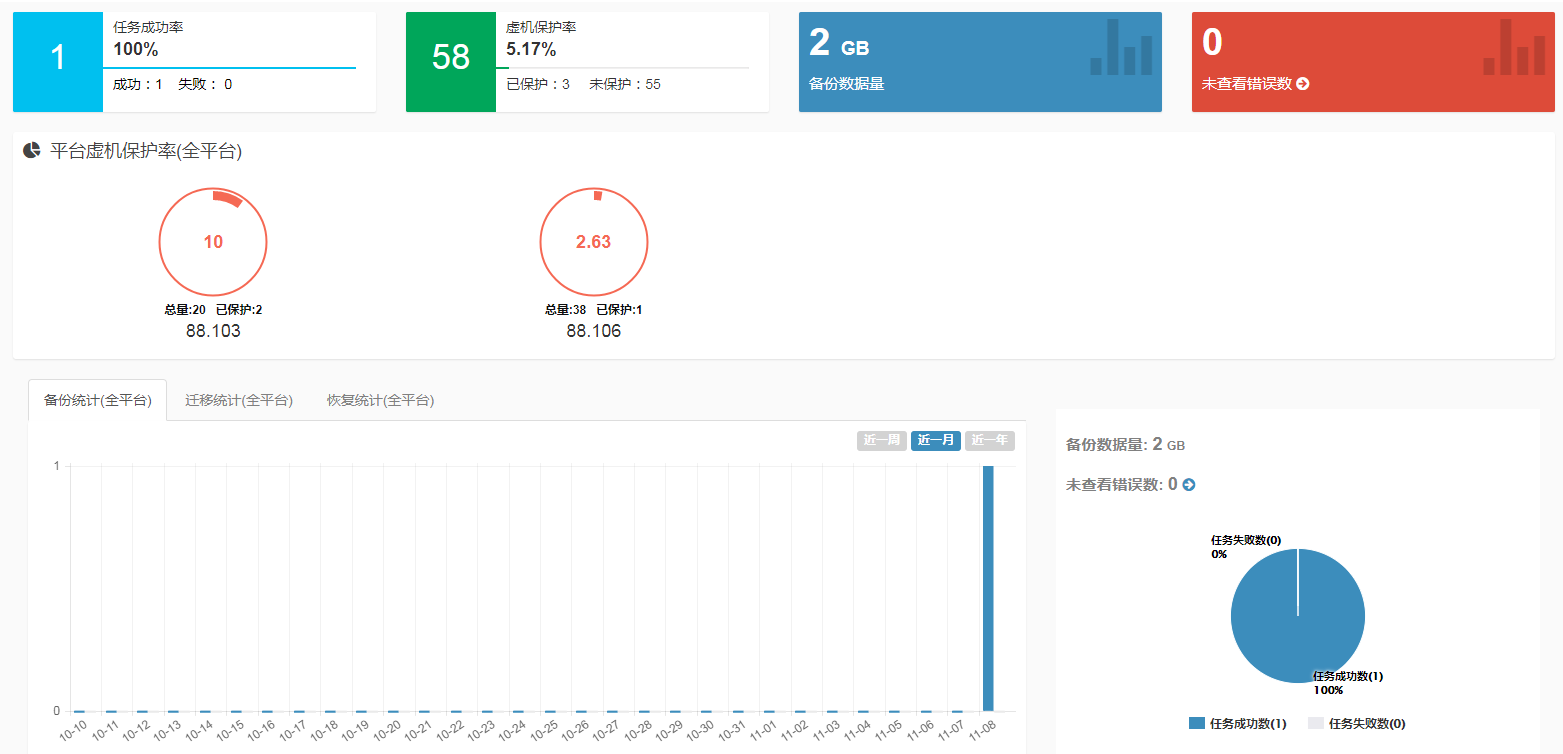 1
任务成功率
100%
成功：1 失败： 0
58
虚机保护率
5.17%
已保护：3 未保护：55
2 GB
备份数据量
0
未查看错误数
平台虚机保护率(全平台)
10
总量:20 已保护:2
88.103
2.63
总量:38 已保护:1
88.106
备份统计(全平台) 迁移统计(全平台) 恢复统计(全平台)
近一周 近一月 近一年
1
0
10-10 10-11 10-12 10-13 10-14 10-15 10-16 10-17 10-18 10-19 10-20 10-21 10-22 10-23 10-24 10-25 10-26 10-27 10-28 10-29 10-30 10-31 11-01 11-02 11-03 11-04 11-05 11-06 11-07 11-08
备份数据量: 2 GB
未查看错误数: 0
任务失败数(0)
0%
任务成功数(1)
100%
任务成功数(1) 任务失败数(0)